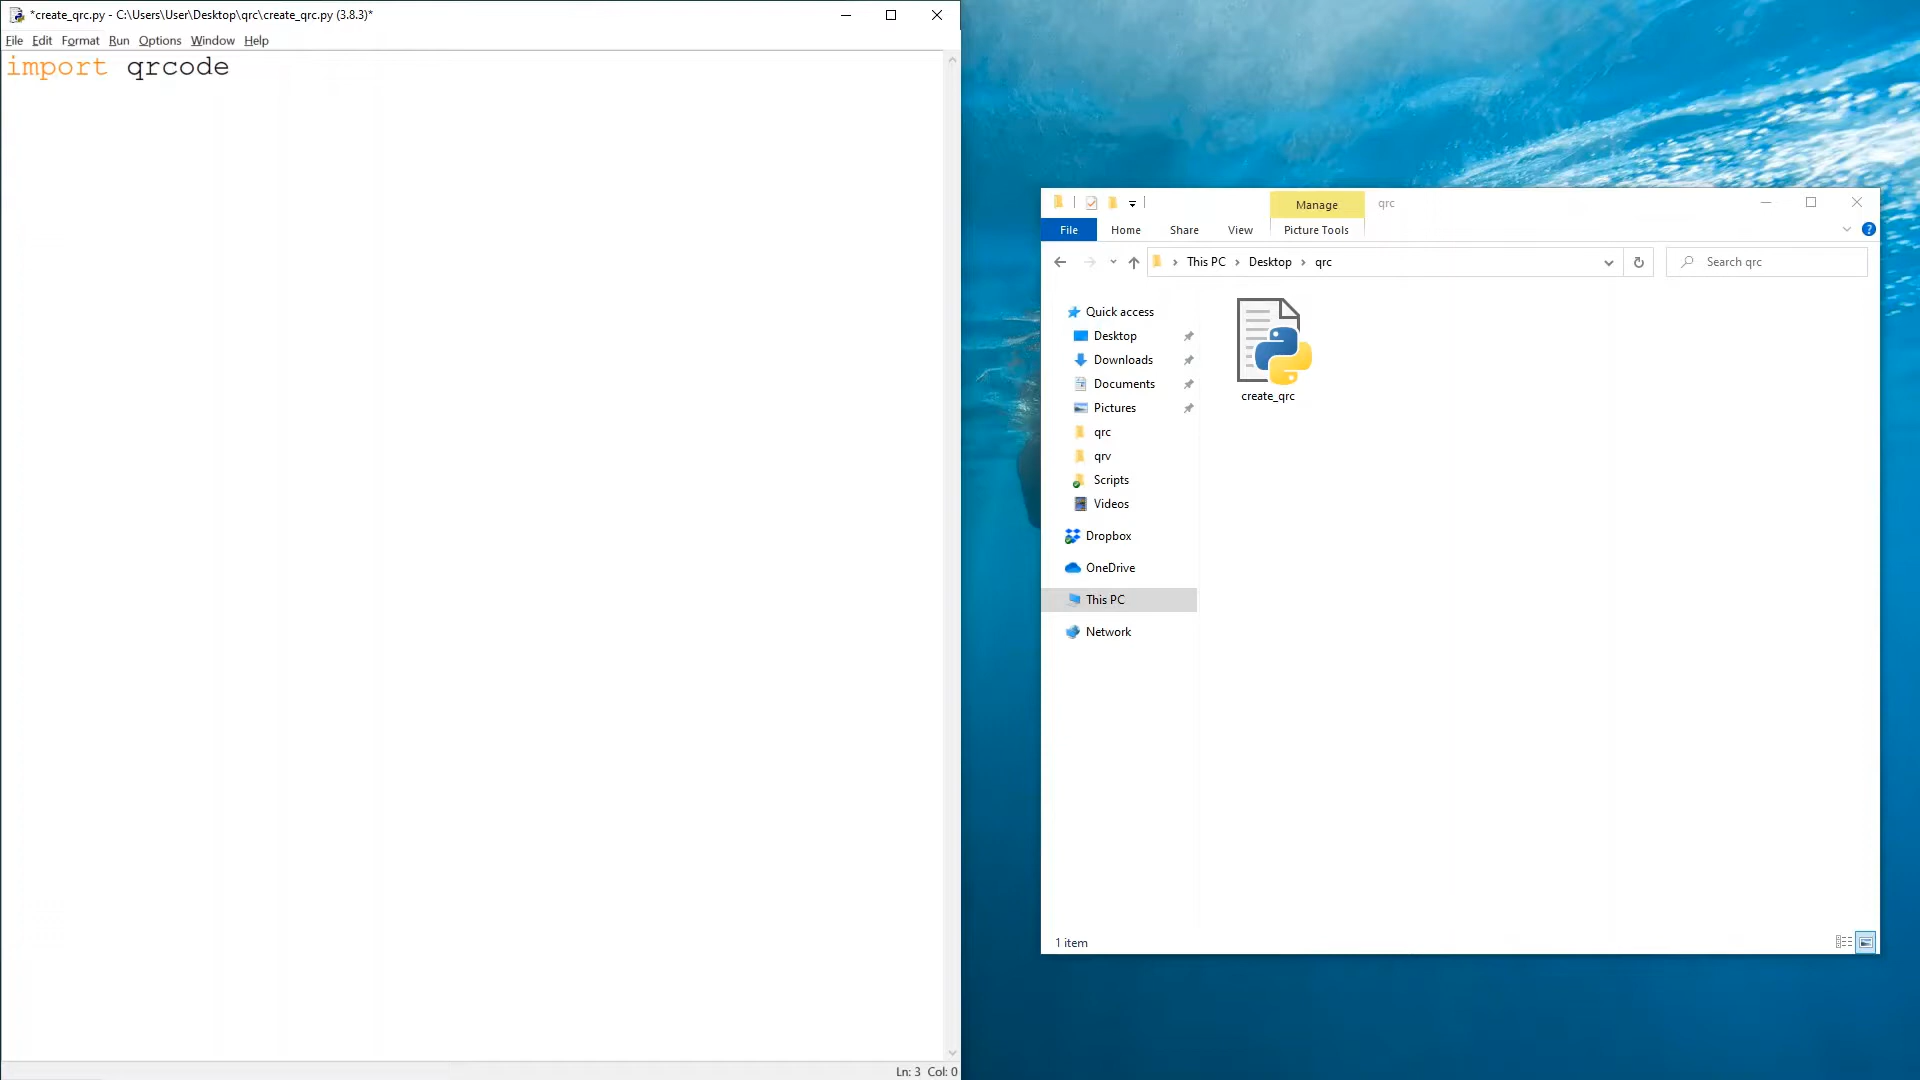 *create_qrc.py - C:\Users\User\Desktop\qrc\create_qrc.py (3.8.3)*
File Edit Format Run Options Window Help
import qrcode
Ln: 3 Col: 0
Manage qrc
File Home Share View Picture Tools
This PC › Desktop › qrc
Search qrc
Quick access
Desktop
Downloads
Documents
Pictures
qrc
qrv
Scripts
Videos
Dropbox
OneDrive
This PC
Network
create_qrc
1 item